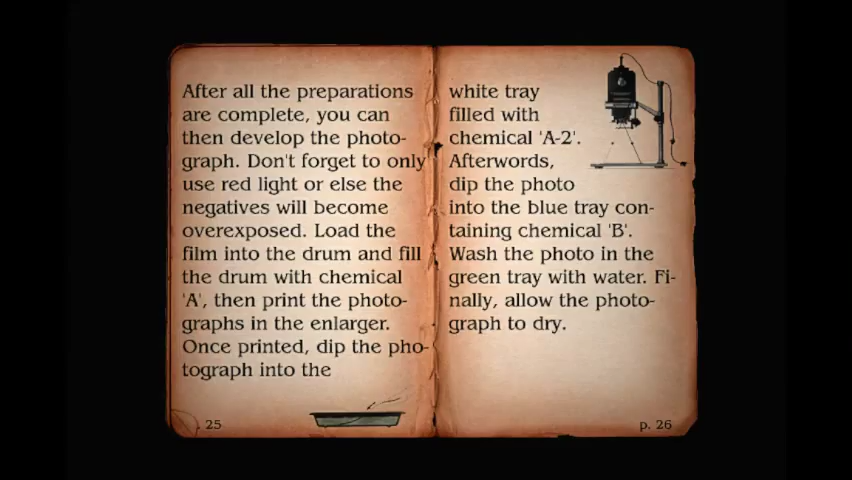 After all the preparations
are complete, you can
then develop the photo-
graph. Don't forget to only
use red light or else the
negatives will become
overexposed. Load the
film into the drum and fill
the drum with chemical
'A', then print the photo-
graphs in the enlarger.
Once printed, dip the pho-
tograph into the
. 25
white tray
filled with
chemical 'A-2'.
Afterwords,
dip the photo
into the blue tray con-
taining chemical 'B'.
Wash the photo in the
green tray with water. Fi-
nally, allow the photo-
graph to dry.
p. 26